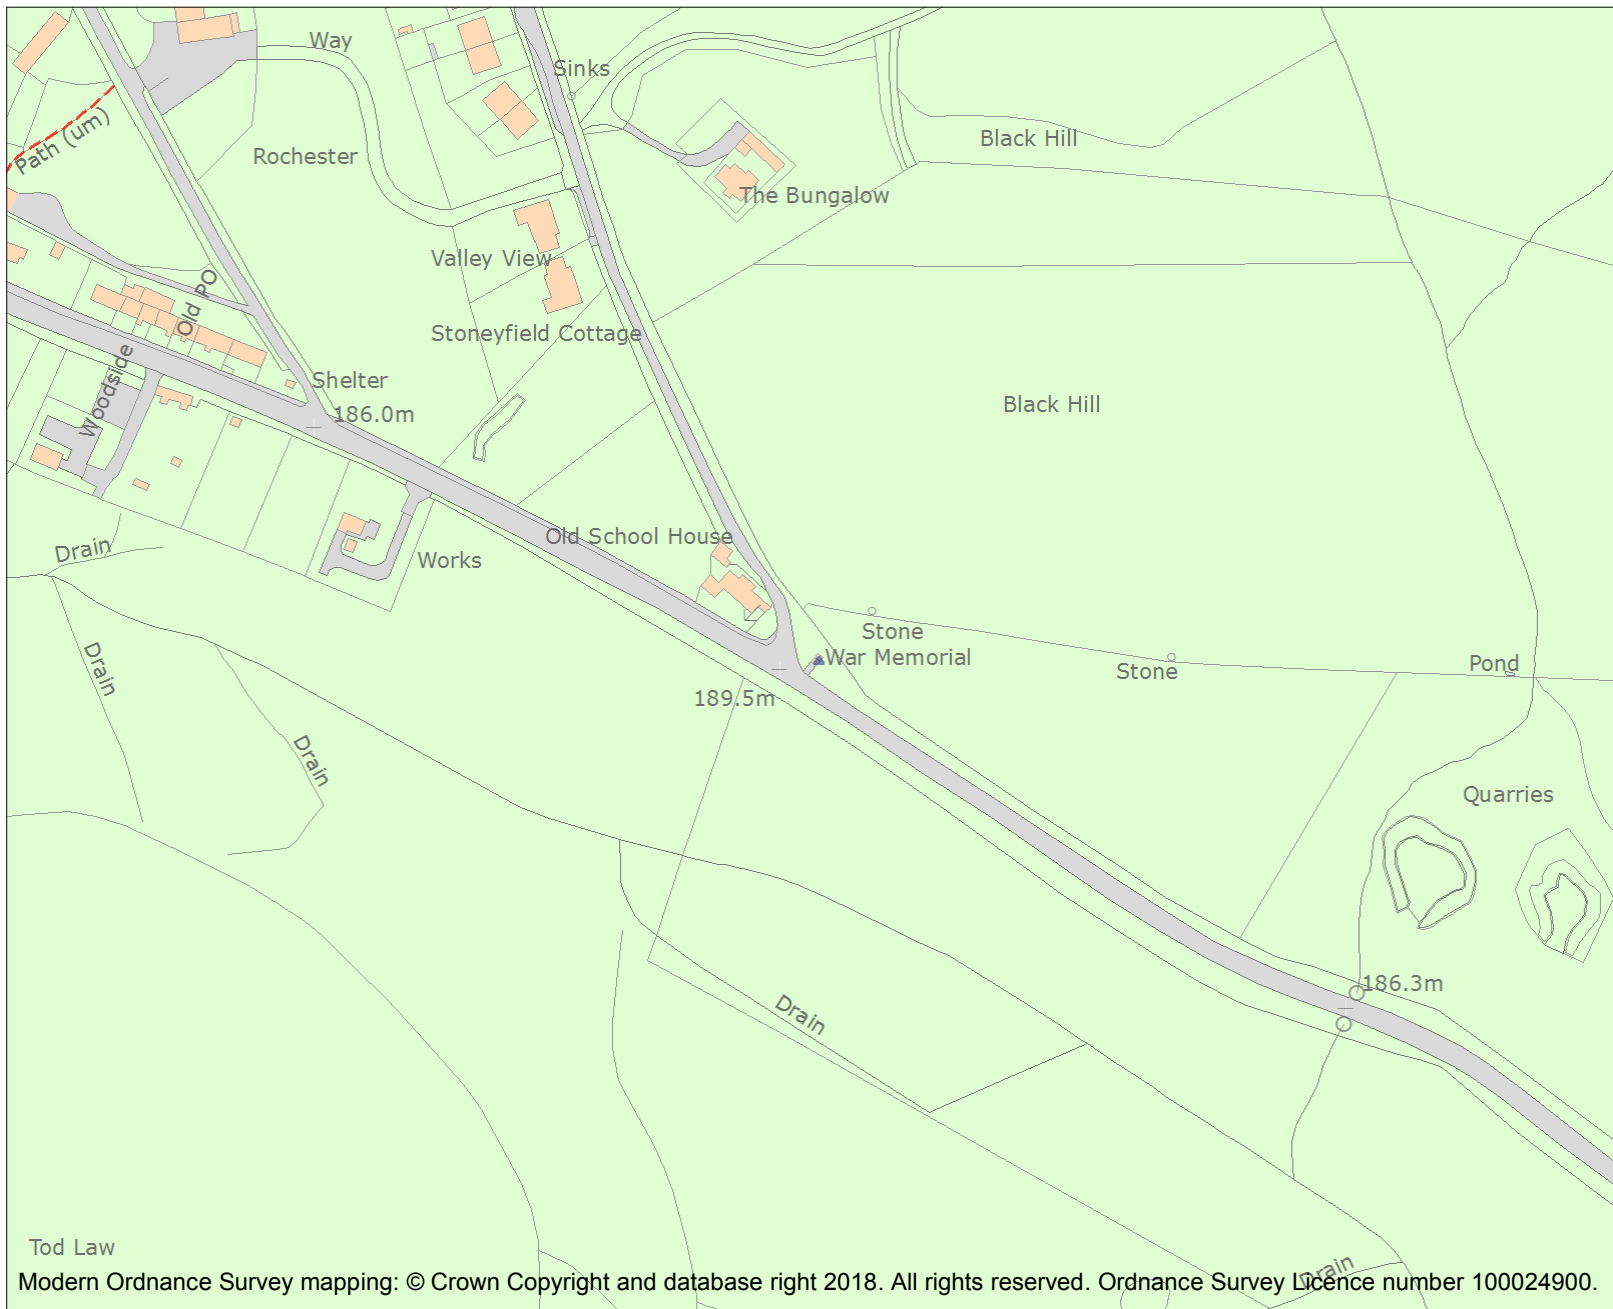 Way
Sinks
Path (um)
Black Hill
Rochester
The Bungalow
Valley View
Old PO
Stoneyfield Cottage
Woodside
Shelter
186.0m
Black Hill
Old School House
Drain
Works
Stone
War Memorial
Stone
Pond
Drain
189.5m
Drain
Quarries
186.3m
Drain
Tod Law
Drain
Modern Ordnance Survey mapping: © Crown Copyright and database right 2018. All rights reserved. Ordnance Survey Licence number 100024900.